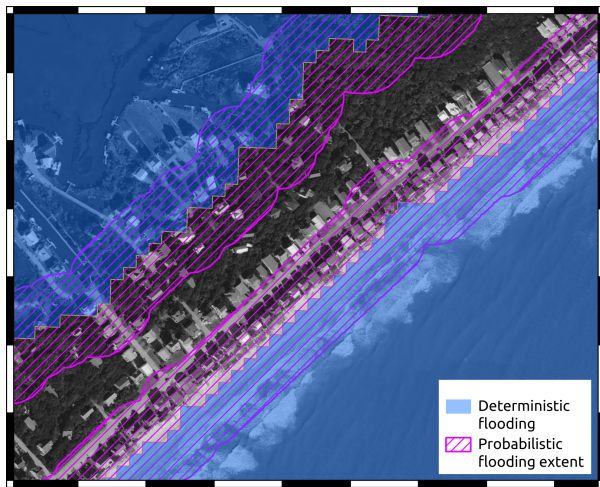 Deterministic
flooding
Probabilistic
flooding extent